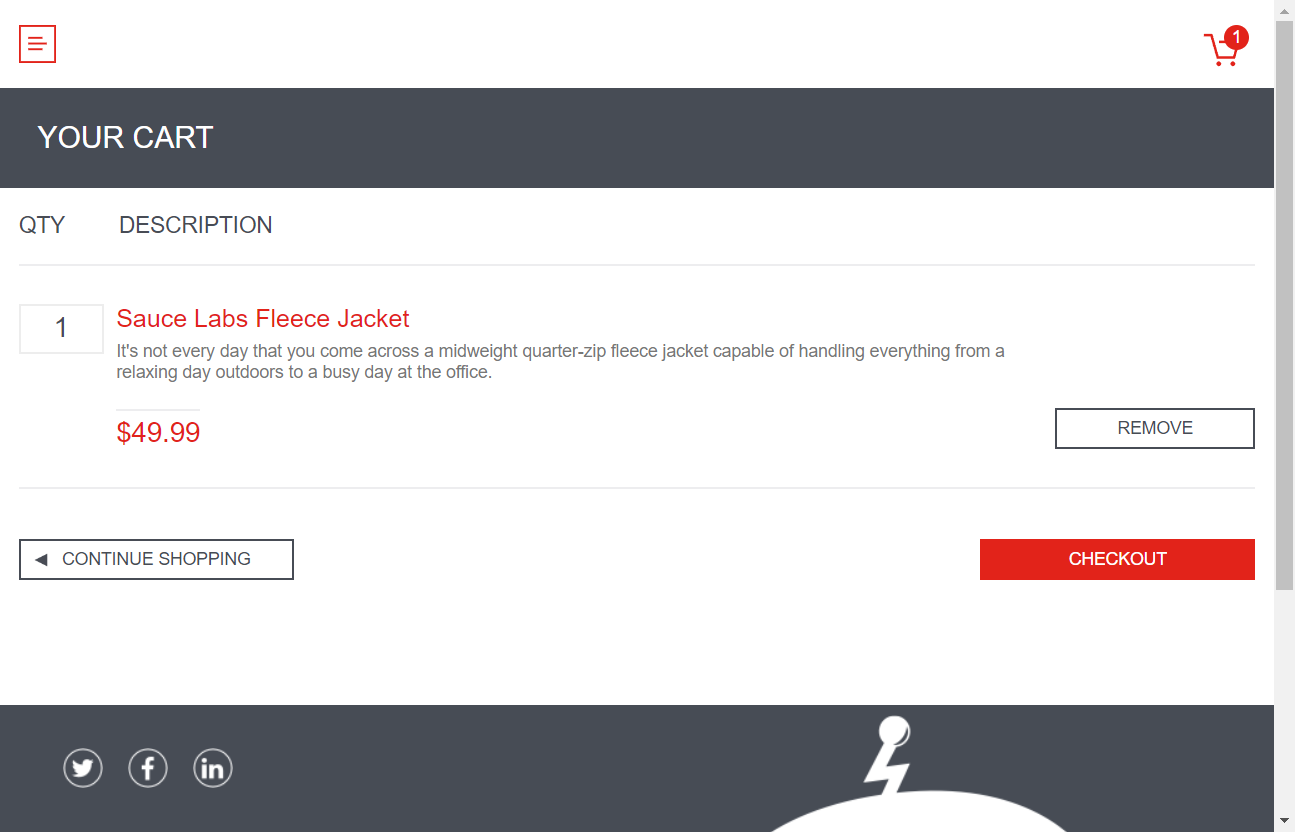 1
YOUR CART
QTY DESCRIPTION
1 Sauce Labs Fleece Jacket
It's not every day that you come across a midweight quarter-zip fleece jacket capable of handling everything from a
relaxing day outdoors to a busy day at the office.
$49.99 REMOVE
CONTINUE SHOPPING CHECKOUT
in